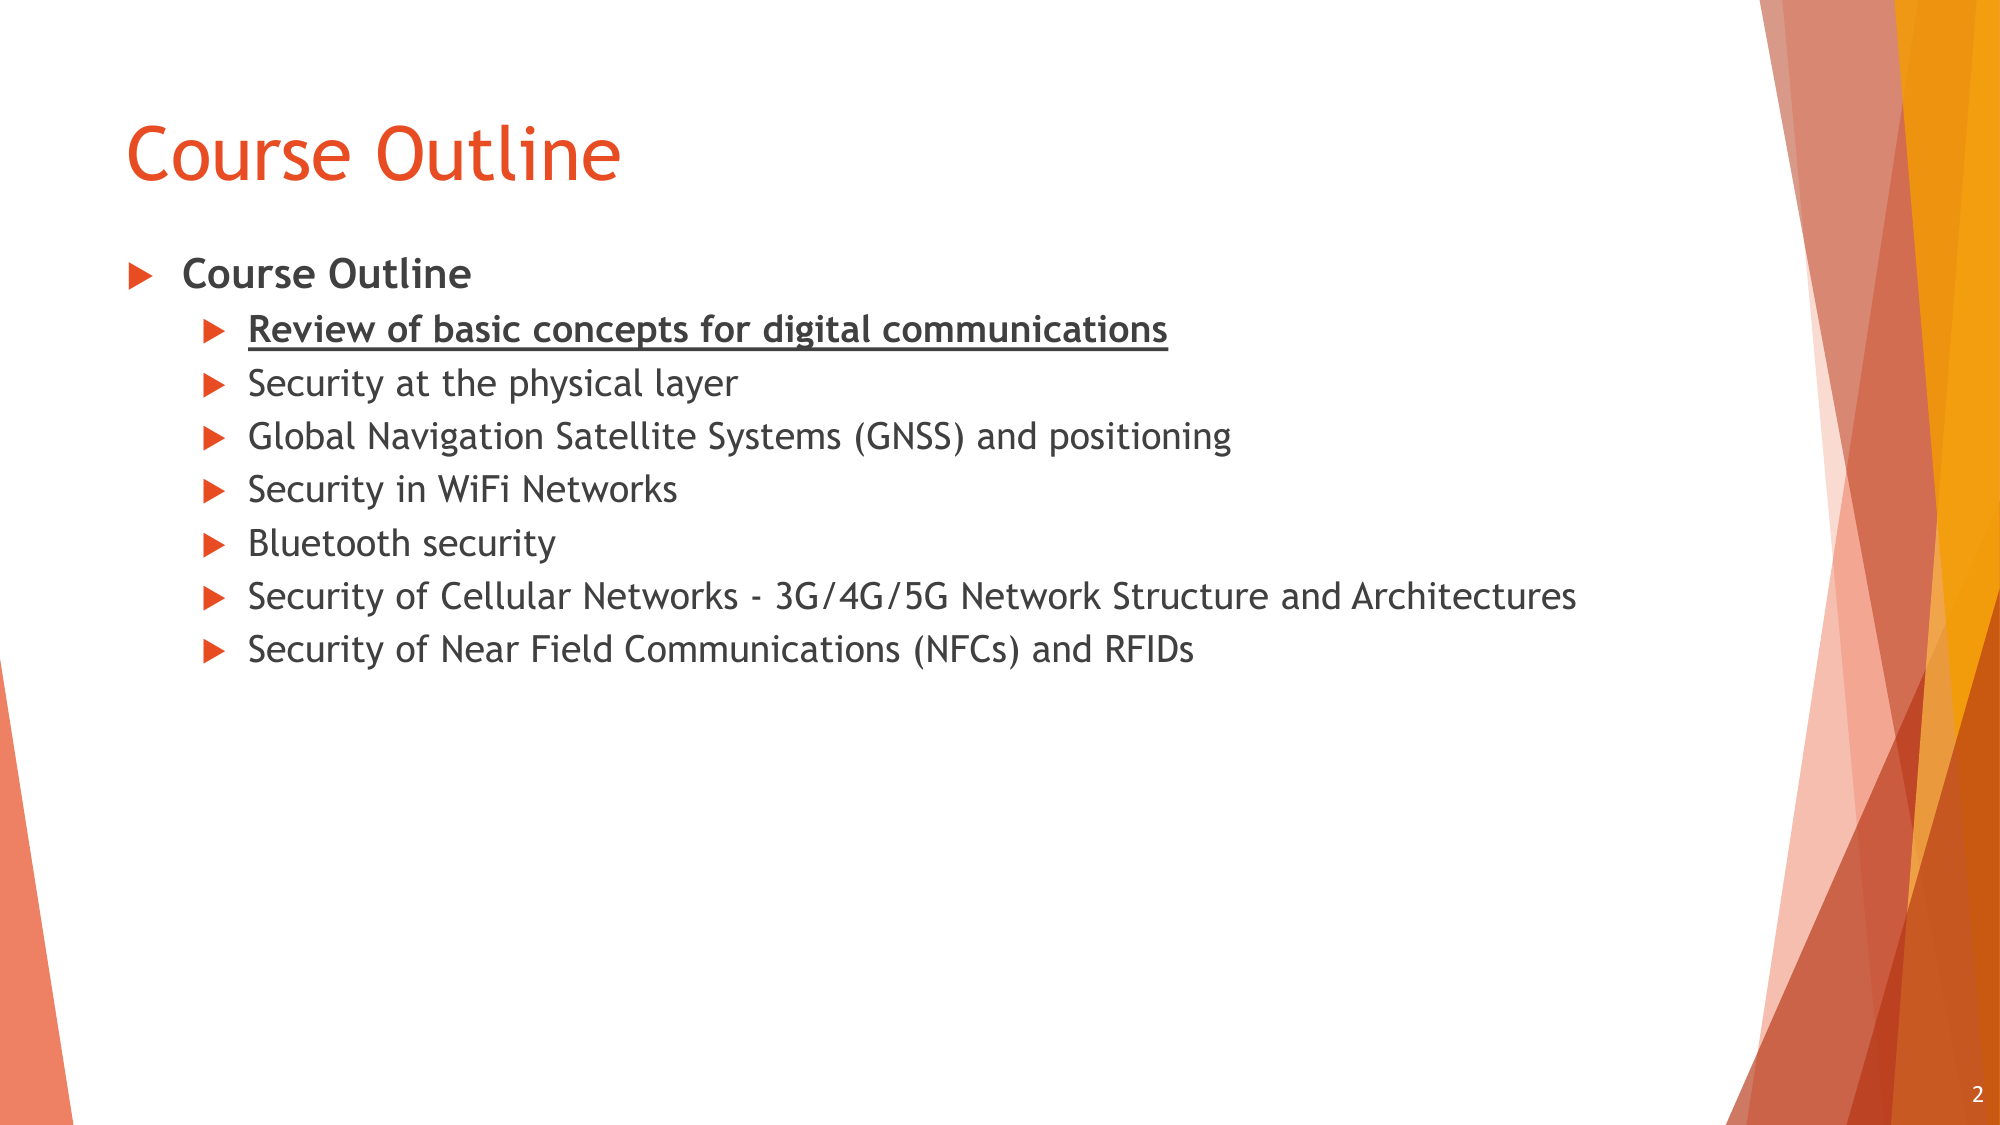 Course Outline
Course Outline
Review of basic concepts for digital communications
Security at the physical layer
Global Navigation Satellite Systems (GNSS) and positioning
Security in WiFi Networks
Bluetooth security
Security of Cellular Networks - 3G/4G/5G Network Structure and Architectures
Security of Near Field Communications (NFCs) and RFIDs
2